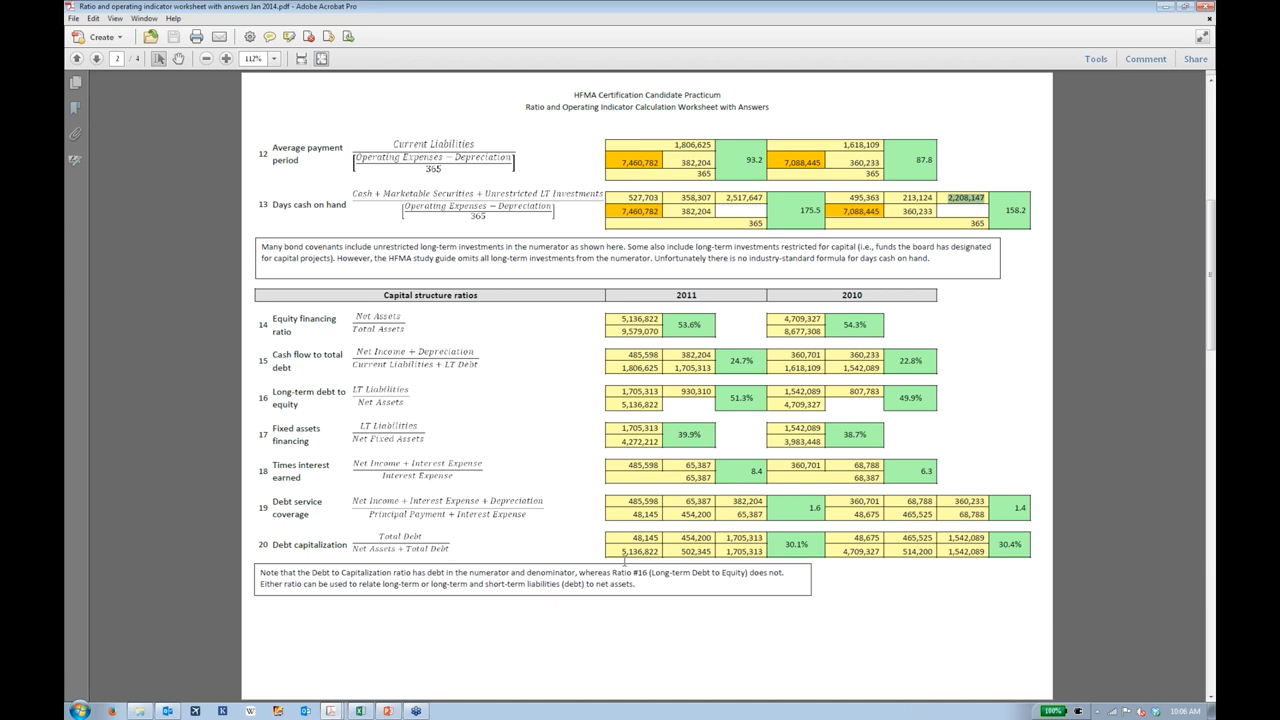 Ratio and operating indicator worksheet with answers Jan 2014.pdf - Adobe Acrobat Pro
File Edit View Window Help
Create
2 / 4 112% Tools Comment Share
HFMA Certification Candidate Practicum
Ratio and Operating Indicator Calculation Worksheet with Answers
12 Average payment period Current Liabilities [Operating Expenses − Depreciation / 365] 1,806,625 7,460,782 382,204 365 93.2 1,618,109 7,088,445 360,233 365 87.8
13 Days cash on hand Cash + Marketable Securities + Unrestricted LT Investments [Operating Expenses − Depreciation / 365] 527,703 358,307 2,517,647 7,460,782 382,204 365 175.5 495,363 213,124 2,208,147 7,088,445 360,233 365 158.2
Many bond covenants include unrestricted long-term investments in the numerator as shown here. Some also include long-term investments restricted for capital (i.e., funds the board has designated
for capital projects). However, the HFMA study guide omits all long-term investments from the numerator. Unfortunately there is no industry-standard formula for days cash on hand.
Capital structure ratios 2011 2010
14 Equity financing ratio Net Assets Total Assets 5,136,822 9,579,070 53.6% 4,709,327 8,677,308 54.3%
15 Cash flow to total debt Net Income + Depreciation Current Liabilities + LT Debt 485,598 382,204 1,806,625 1,705,313 24.7% 360,701 360,233 1,618,109 1,542,089 22.8%
16 Long-term debt to equity LT Liabilities Net Assets 1,705,313 930,310 5,136,822 51.3% 1,542,089 807,783 4,709,327 49.9%
17 Fixed assets financing LT Liabilities Net Fixed Assets 1,705,313 4,272,212 39.9% 1,542,089 3,983,448 38.7%
18 Times interest earned Net Income + Interest Expense Interest Expense 485,598 65,387 65,387 8.4 360,701 68,788 68,387 6.3
19 Debt service coverage Net Income + Interest Expense + Depreciation Principal Payment + Interest Expense 485,598 65,387 382,204 48,145 454,200 65,387 1.6 360,701 68,788 360,233 48,675 465,525 68,788 1.4
20 Debt capitalization Total Debt Net Assets + Total Debt 48,145 454,200 1,705,313 5,136,822 502,345 1,705,313 30.1% 48,675 465,525 1,542,089 4,709,327 514,200 1,542,089 30.4%
Note that the Debt to Capitalization ratio has debt in the numerator and denominator, whereas Ratio #16 (Long-term Debt to Equity) does not.
Either ratio can be used to relate long-term or long-term and short-term liabilities (debt) to net assets.
100% 10:06 AM